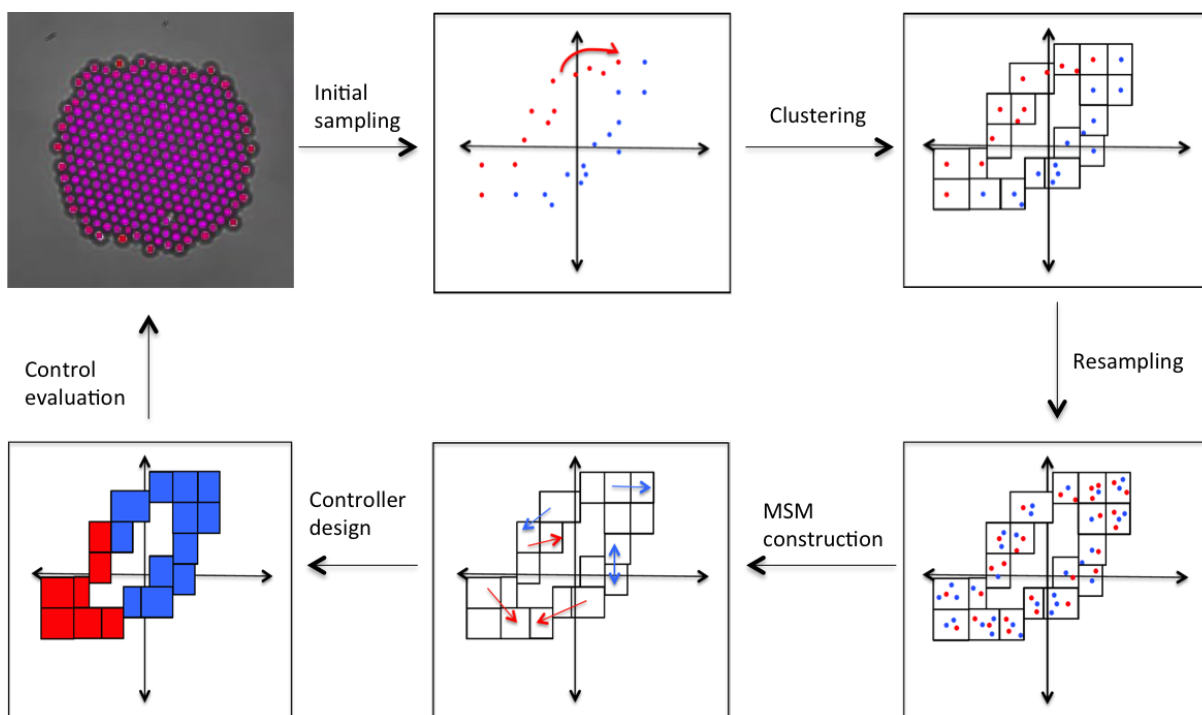 Initial
sampling
Clustering
Resampling
Control
evaluation
Controller
design
MSM
construction